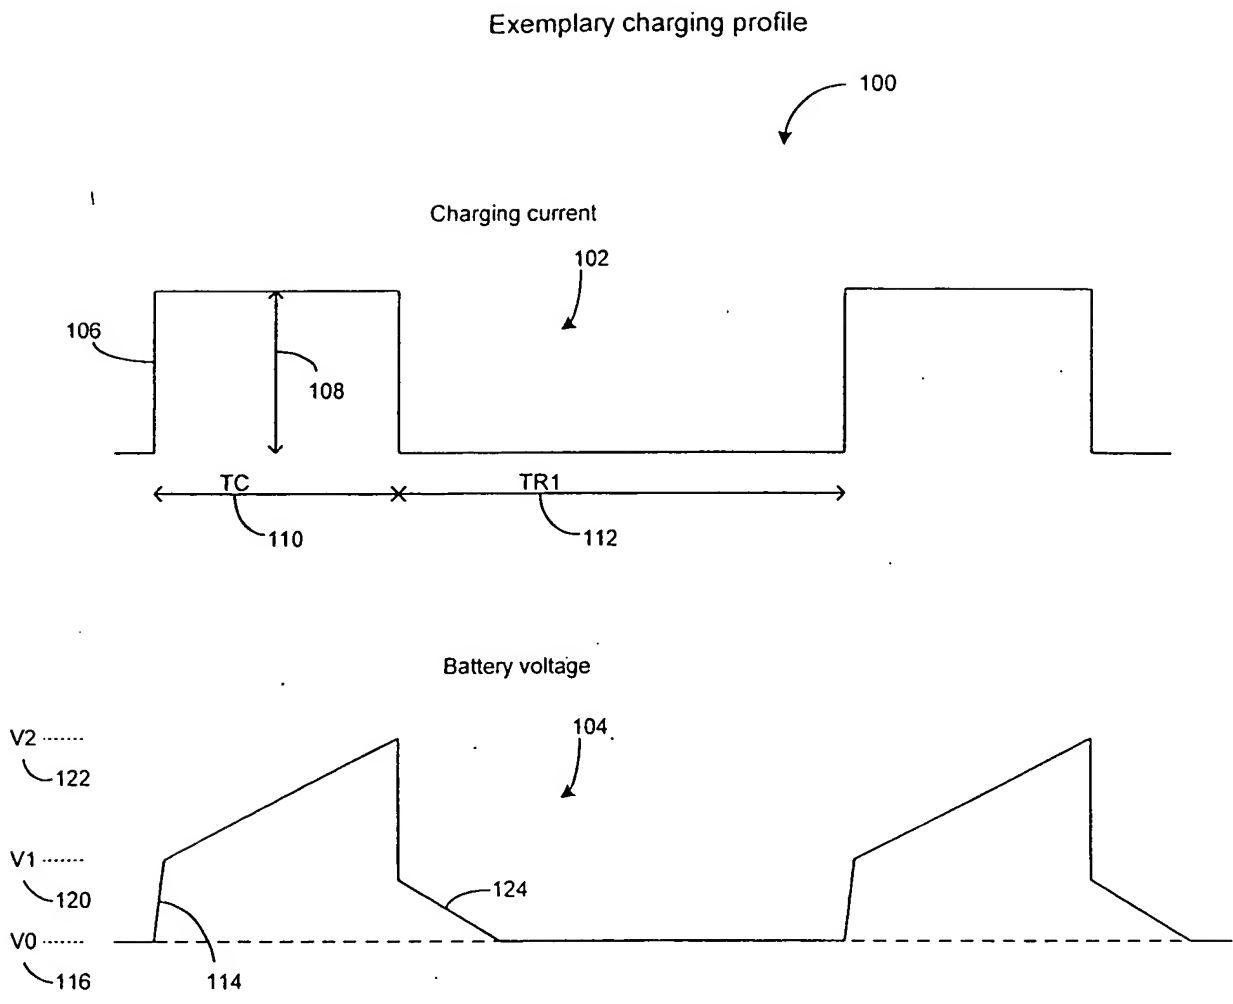 Exemplary charging profile
100
Charging current
102
106
108
TC
TR1
110
112
Battery voltage
V2
104
122
V1
120
124
V0
116
114